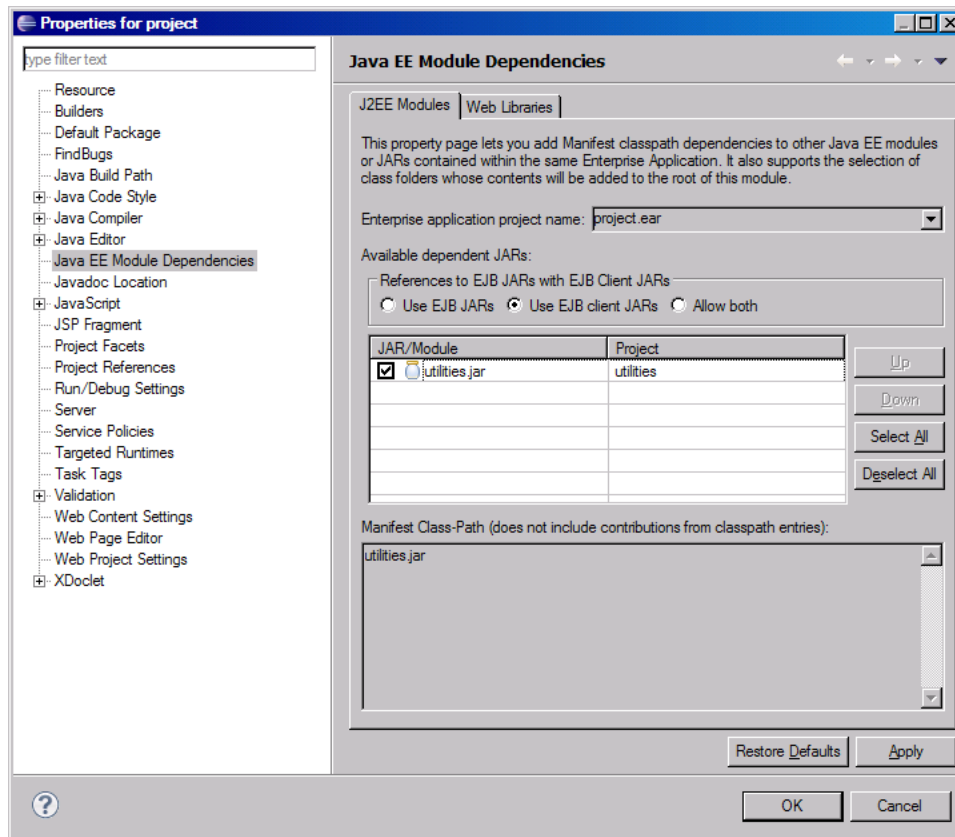 Properties for project
type filter text
Resource
Builders
Default Package
FindBugs
Java Build Path
Java Code Style
Java Compiler
Java Editor
Java EE Module Dependencies
Javadoc Location
JavaScript
JSP Fragment
Project Facets
Project References
Run/Debug Settings
Server
Service Policies
Targeted Runtimes
Task Tags
Validation
Web Content Settings
Web Page Editor
Web Project Settings
XDoclet
Java EE Module Dependencies
J2EE Modules Web Libraries
This property page lets you add Manifest classpath dependencies to other Java EE modules
or JARs contained within the same Enterprise Application. It also supports the selection of
class folders whose contents will be added to the root of this module.
Enterprise application project name: project.ear
Available dependent JARs:
References to EJB JARs with EJB Client JARs
Use EJB JARs Use EJB client JARs Allow both
JAR/Module Project
utilities.jar utilities
Up
Down
Select All
Deselect All
Manifest Class-Path (does not include contributions from classpath entries):
utilities.jar
Restore Defaults Apply
? OK Cancel